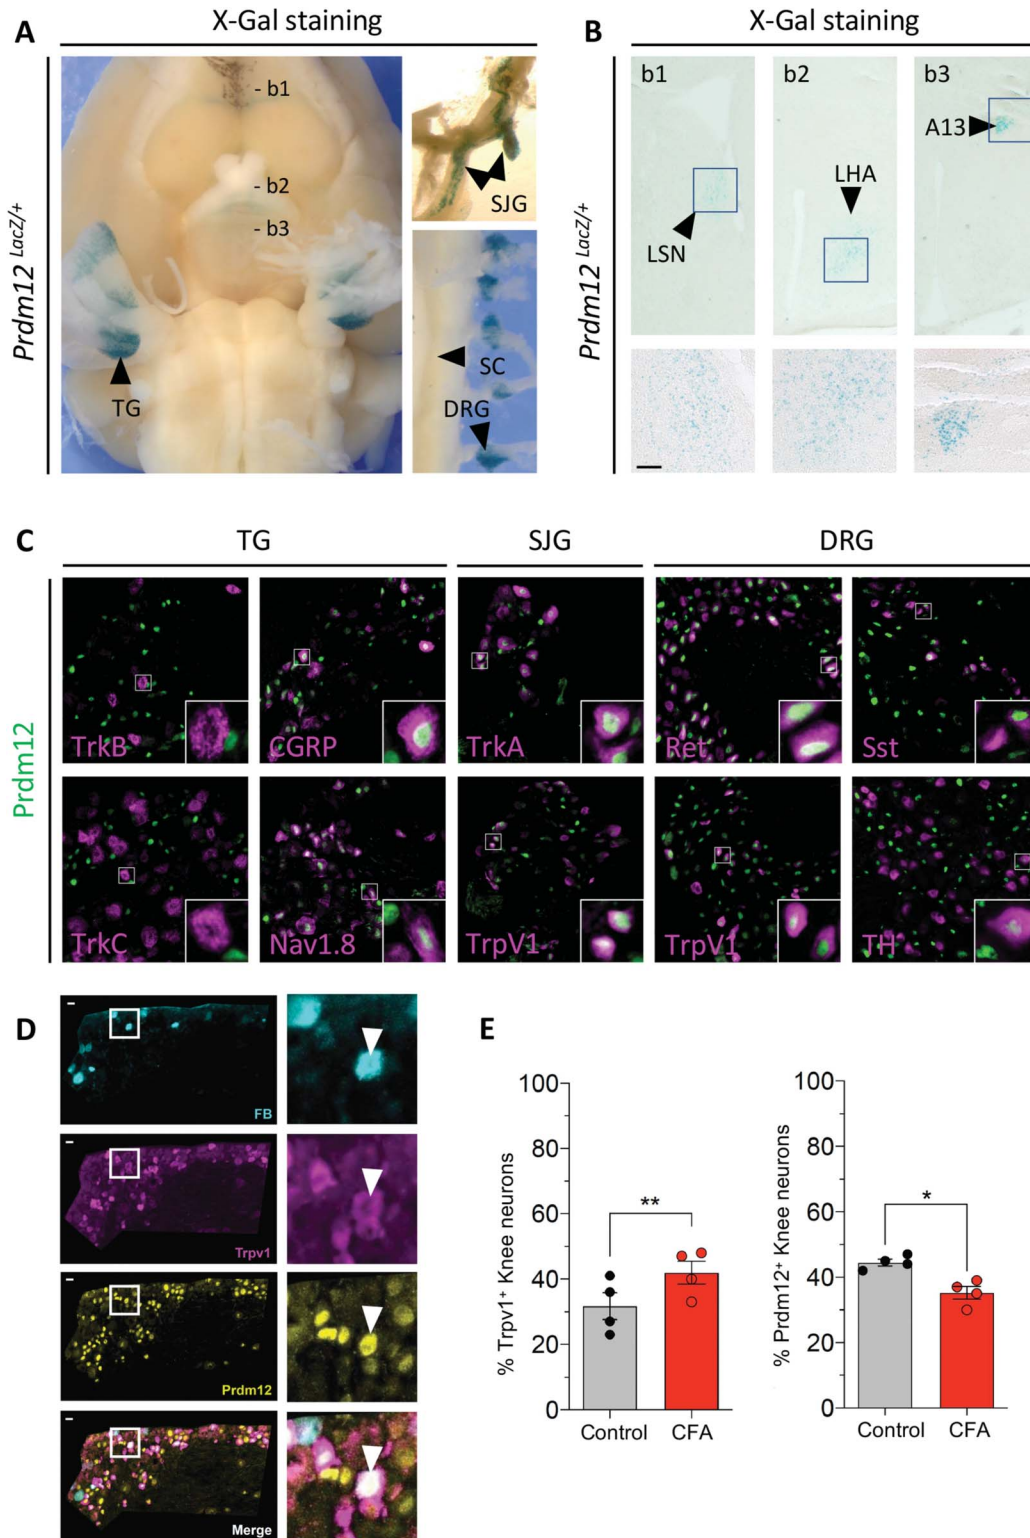 A
X-Gal staining
Prdm12 LacZ/+
- b1
- b2
- b3
TG
SJG
SC
DRG
B
X-Gal staining
Prdm12 LacZ/+
b1
b2
b3
LSN
LHA
A13
C
TG
SJG
DRG
Prdm12
TrkB
CGRP
TrkA
Ret
Sst
TrkC
Nav1.8
TrpV1
TrpV1
TH
D
FB
Trpv1
Prdm12
Merge
E
% Trpv1+ Knee neurons
100
80
60
40
20
0
**
Control
CFA
% Prdm12+ Knee neurons
100
80
60
40
20
0
*
Control
CFA